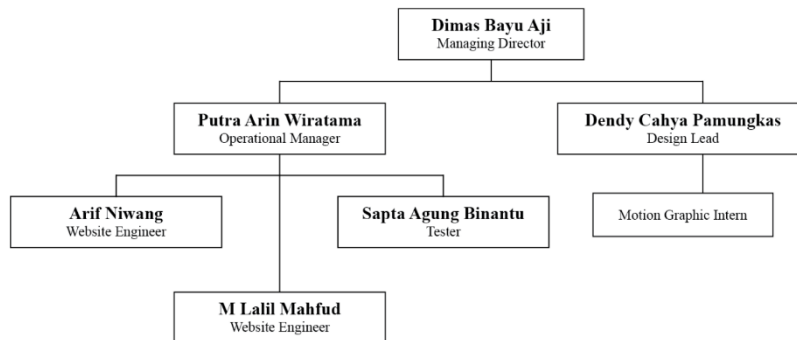 Dimas Bayu Aji
Managing Director
Putra Arin Wiratama
Operational Manager
Dendy Cahya Pamungkas
Design Lead
Arif Niwang
Website Engineer
Sapta Agung Binantu
Tester
Motion Graphic Intern
M Lalil Mahfud
Website Engineer